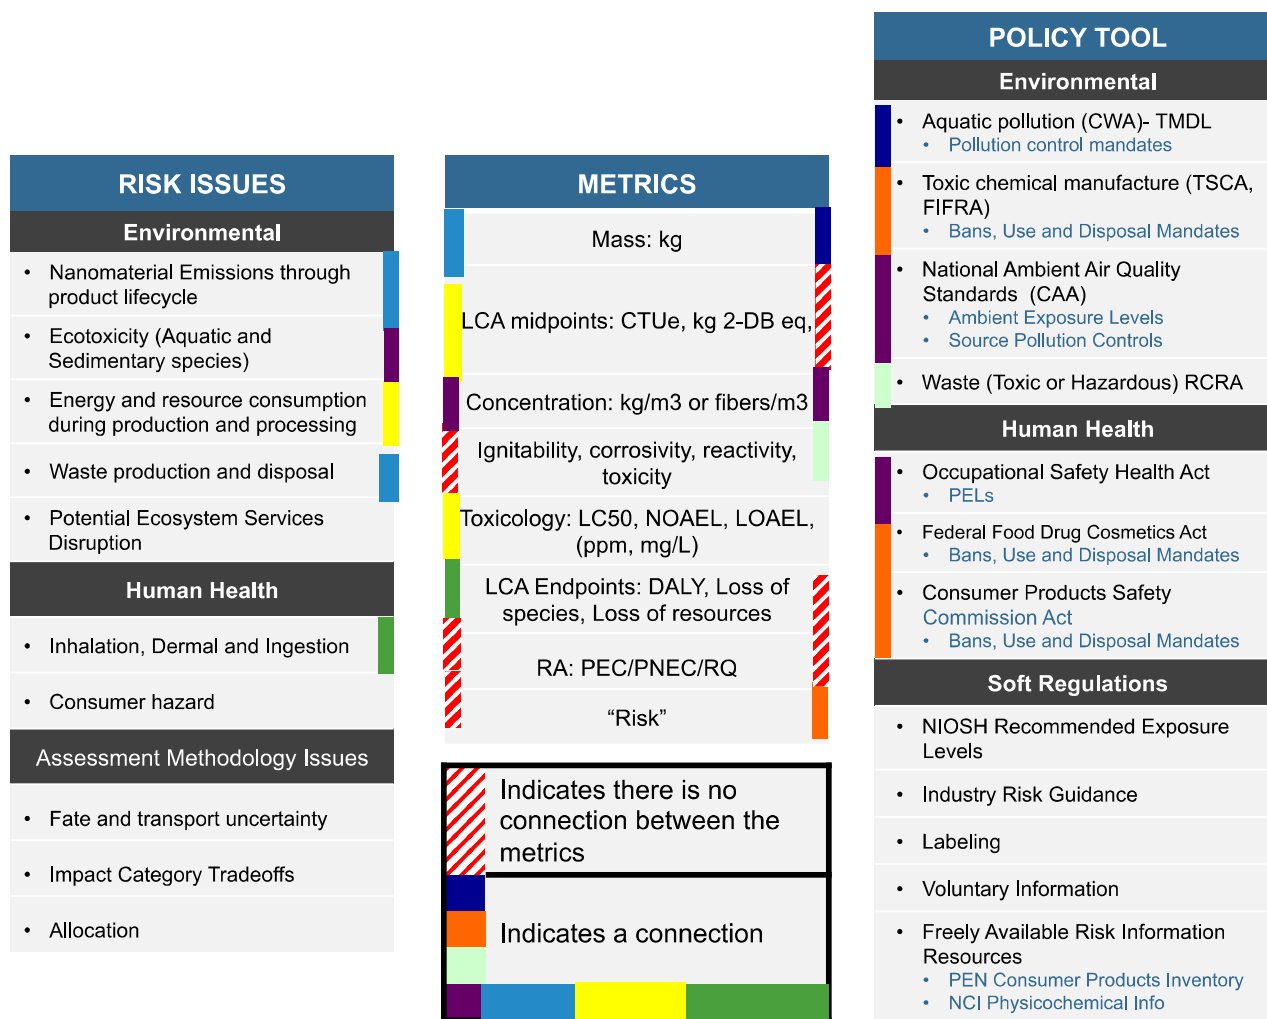 RISK ISSUES
Environmental
• Nanomaterial Emissions through
product lifecycle
• Ecotoxicity (Aquatic and
Sedimentary species)
• Energy and resource consumption
during production and processing
• Waste production and disposal
• Potential Ecosystem Services
Disruption
Human Health
• Inhalation, Dermal and Ingestion
• Consumer hazard
Assessment Methodology Issues
• Fate and transport uncertainty
• Impact Category Tradeoffs
• Allocation
METRICS
Mass: kg
LCA midpoints: CTUe, kg 2-DB eq,
Concentration: kg/m3 or fibers/m3
Ignitability, corrosivity, reactivity,
toxicity
Toxicology: LC50, NOAEL, LOAEL,
(ppm, mg/L)
LCA Endpoints: DALY, Loss of
species, Loss of resources
RA: PEC/PNEC/RQ
“Risk”
Indicates there is no
connection between the
metrics
Indicates a connection
POLICY TOOL
Environmental
• Aquatic pollution (CWA)- TMDL
• Pollution control mandates
• Toxic chemical manufacture (TSCA,
FIFRA)
• Bans, Use and Disposal Mandates
• National Ambient Air Quality
Standards (CAA)
• Ambient Exposure Levels
• Source Pollution Controls
• Waste (Toxic or Hazardous) RCRA
Human Health
• Occupational Safety Health Act
• PELs
• Federal Food Drug Cosmetics Act
• Bans, Use and Disposal Mandates
• Consumer Products Safety
Commission Act
• Bans, Use and Disposal Mandates
Soft Regulations
• NIOSH Recommended Exposure
Levels
• Industry Risk Guidance
• Labeling
• Voluntary Information
• Freely Available Risk Information
Resources
• PEN Consumer Products Inventory
• NCI Physicochemical Info